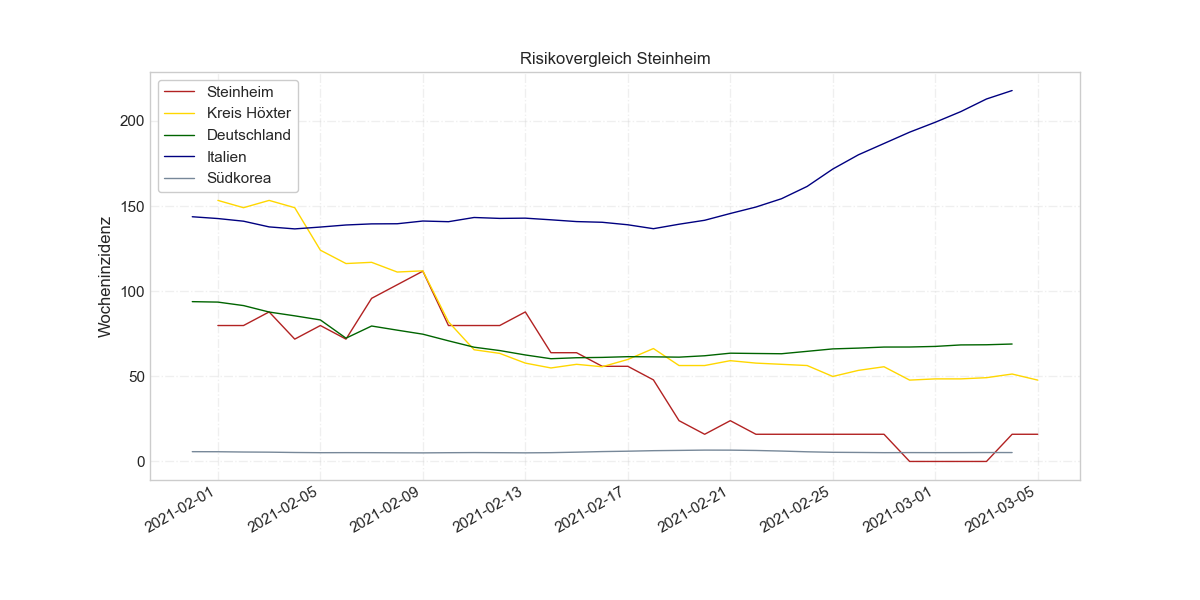 Risikovergleich Steinheim
Steinheim
Kreis Höxter
Deutschland
Italien
Südkorea
Wocheninzidenz
200
150
100
50
0
2021-02-01
2021-02-05
2021-02-09
2021-02-13
2021-02-17
2021-02-21
2021-02-25
2021-03-01
2021-03-05